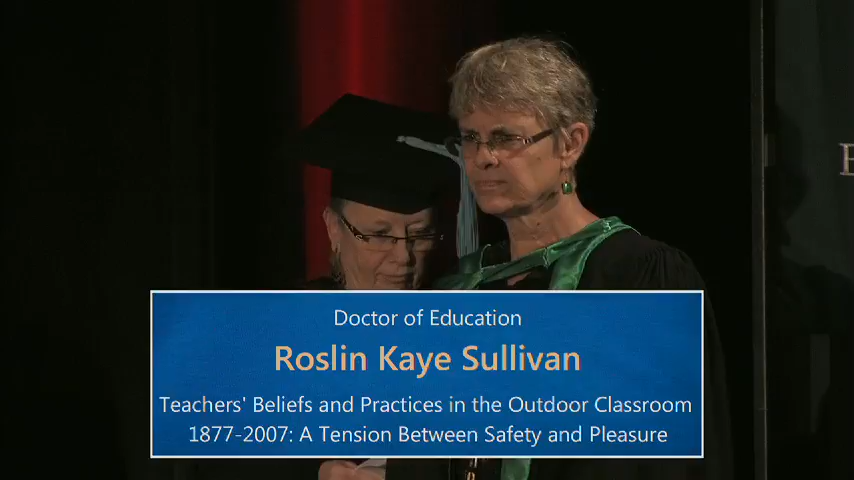 Doctor of Education
Roslin Kaye Sullivan
Teachers' Beliefs and Practices in the Outdoor Classroom
1877-2007: A Tension Between Safety and Pleasure